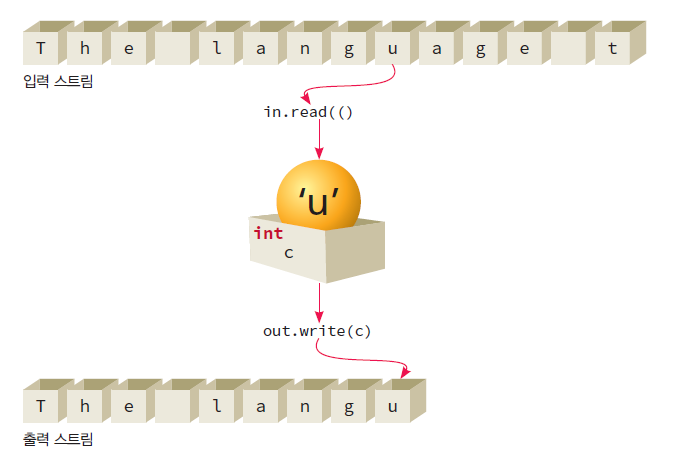 T h e l a n g u a g e t
입력 스트림
in.read(()
‘u’
int
c
out.write(c)
T h e l a n g u
출력 스트림